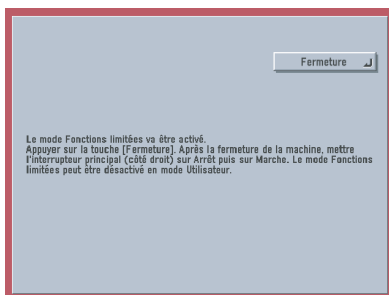 Fermeture
Le mode Fonctions limitées va être activé.
Appuyer sur la touche [Fermeture]. Après la fermeture de la machine, mettre
l'interrupteur principal (côté droit) sur Arrêt puis sur Marche. Le mode Fonctions
limitées peut être désactivé en mode Utilisateur.